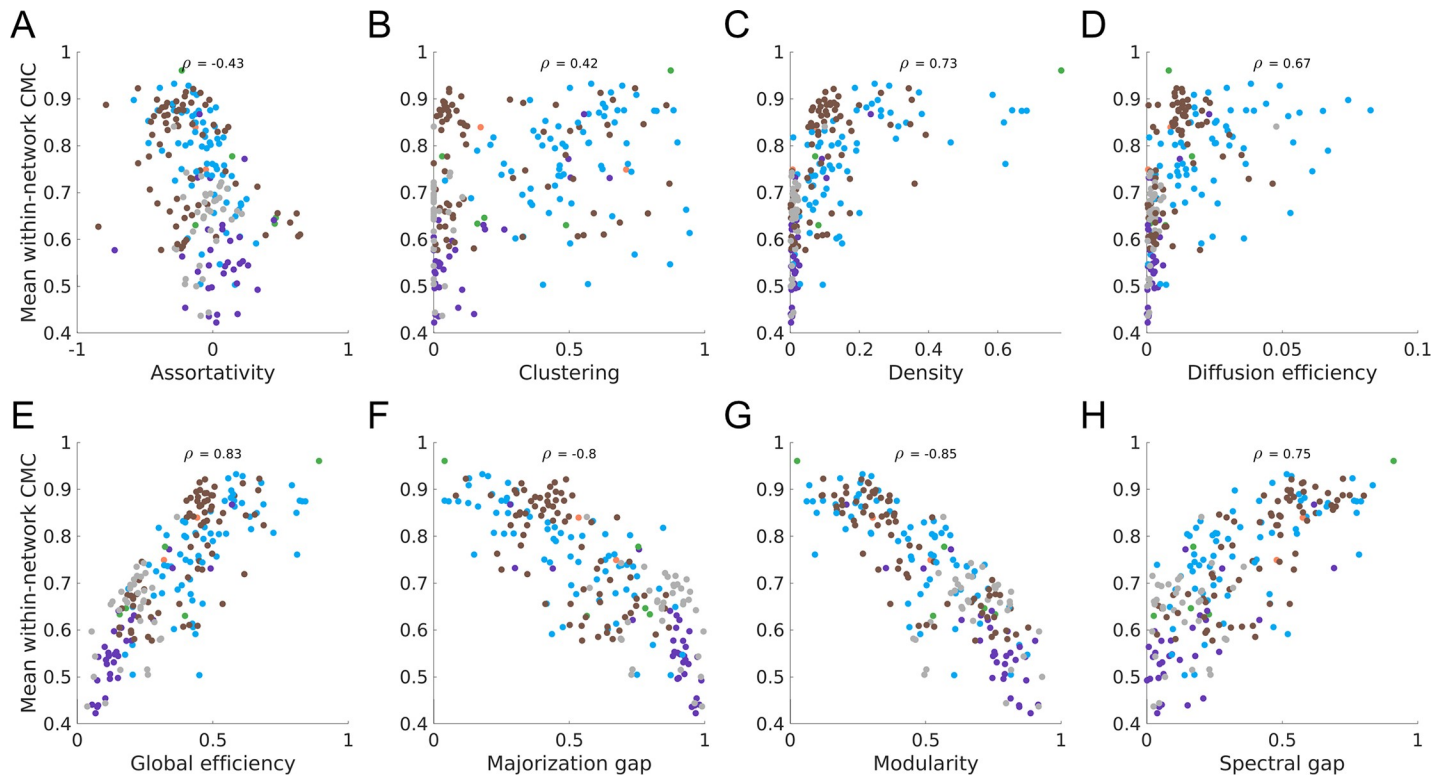 A B C D
Mean within-network CMC
1 0.9 0.8 0.7 0.6 0.5 0.4
-1 0 1
ρ = -0.43
Assortativity
1 0.9 0.8 0.7 0.6 0.5 0.4
0 0.5 1
ρ = 0.42
Clustering
1 0.9 0.8 0.7 0.6 0.5 0.4
0 0.2 0.4 0.6
ρ = 0.73
Density
1 0.9 0.8 0.7 0.6 0.5 0.4
0 0.05 0.1
ρ = 0.67
Diffusion efficiency
E F G H
Mean within-network CMC
1 0.9 0.8 0.7 0.6 0.5 0.4
0 0.5 1
ρ = 0.83
Global efficiency
1 0.9 0.8 0.7 0.6 0.5 0.4
0 0.5 1
ρ = -0.8
Majorization gap
1 0.9 0.8 0.7 0.6 0.5 0.4
0 0.5 1
ρ = -0.85
Modularity
1 0.9 0.8 0.7 0.6 0.5 0.4
0 0.5 1
ρ = 0.75
Spectral gap